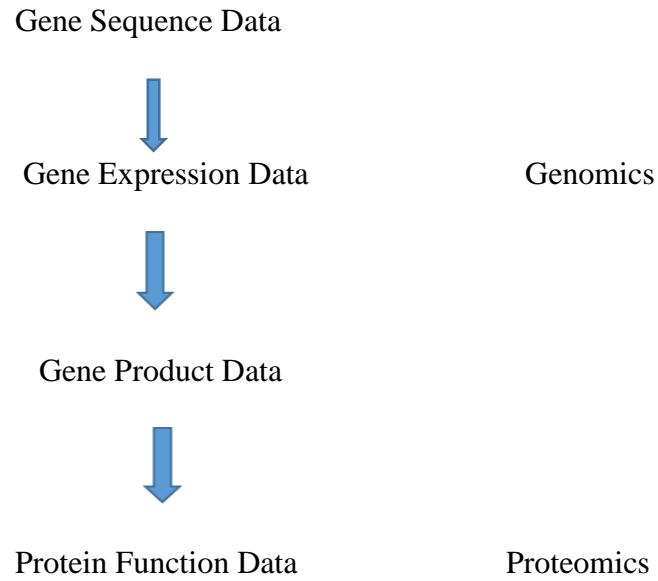 Gene Sequence Data
Gene Expression Data Genomics
Gene Product Data
Protein Function Data Proteomics